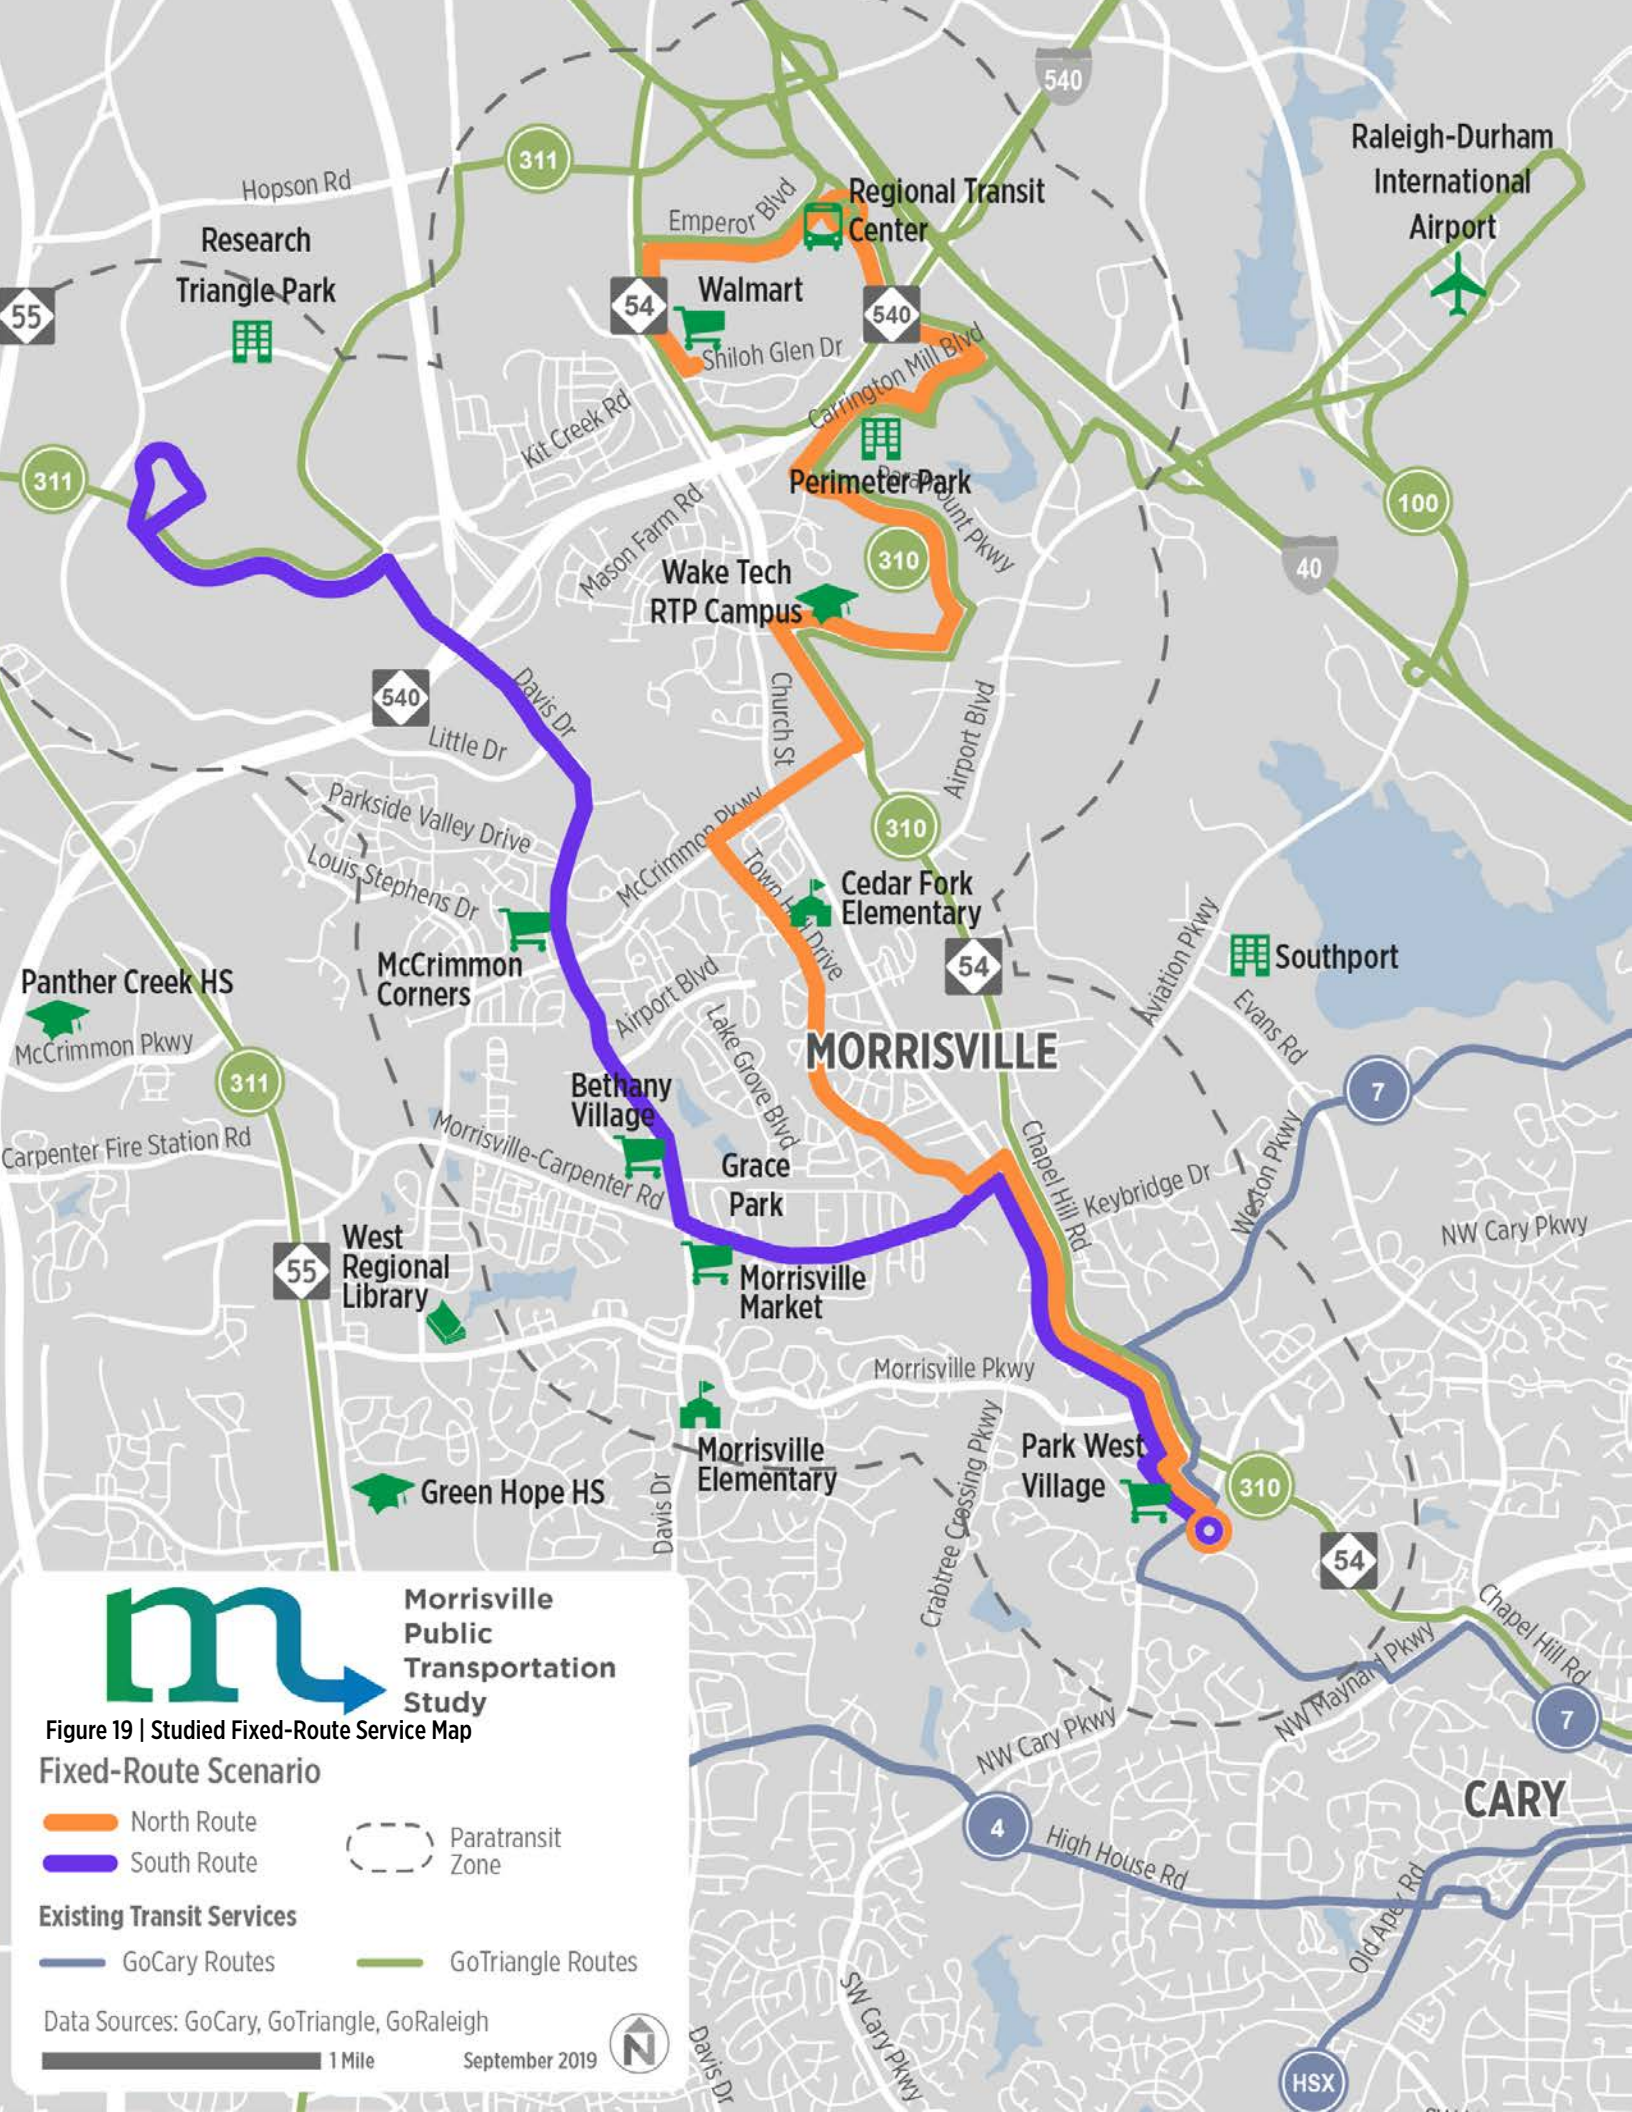 540
Raleigh-Durham
International
Airport
311
Hopson Rd
Regional Transit
Center
Emperor Blvd
Research
Triangle Park
55
54
Walmart
540
Shiloh Glen Dr
Carrington Mill Blvd
Kit Creek Rd
311
Perimeter Park
Paramount Pkwy
100
Mason Farm Rd
310
40
Wake Tech
RTP Campus
540
Davis Dr
Little Dr
Church St
Airport Blvd
Parkside Valley Drive
McCrimmon Pkwy
310
Louis Stephens Dr
Town Hall Drive
Cedar Fork
Elementary
McCrimmon
Corners
54
Aviation Pkwy
Southport
Panther Creek HS
McCrimmon Pkwy
Airport Blvd
Lake Grove Blvd
MORRISVILLE
Evans Rd
311
7
Bethany
Village
Carpenter Fire Station Rd
Morrisville-Carpenter Rd
Grace
Park
Chapel Hill Rd
Keybridge Dr
Weston Pkwy
NW Cary Pkwy
West
Regional
Library
55
Morrisville
Market
Morrisville Pkwy
Morrisville
Elementary
Crabtree Crossing Pkwy
Park West
Village
310
Green Hope HS
Davis Dr
54
Chapel Hill Rd
NW Maynard Pkwy
7
NW Cary Pkwy
CARY
4
High House Rd
Old Apex Rd
SW Cary Pkwy
Davis Dr
HSX
m
Morrisville
Public
Transportation
Study
Figure 19 | Studied Fixed-Route Service Map
Fixed-Route Scenario
North Route
South Route
Paratransit
Zone
Existing Transit Services
GoCary Routes
GoTriangle Routes
Data Sources: GoCary, GoTriangle, GoRaleigh
1 Mile
September 2019
N